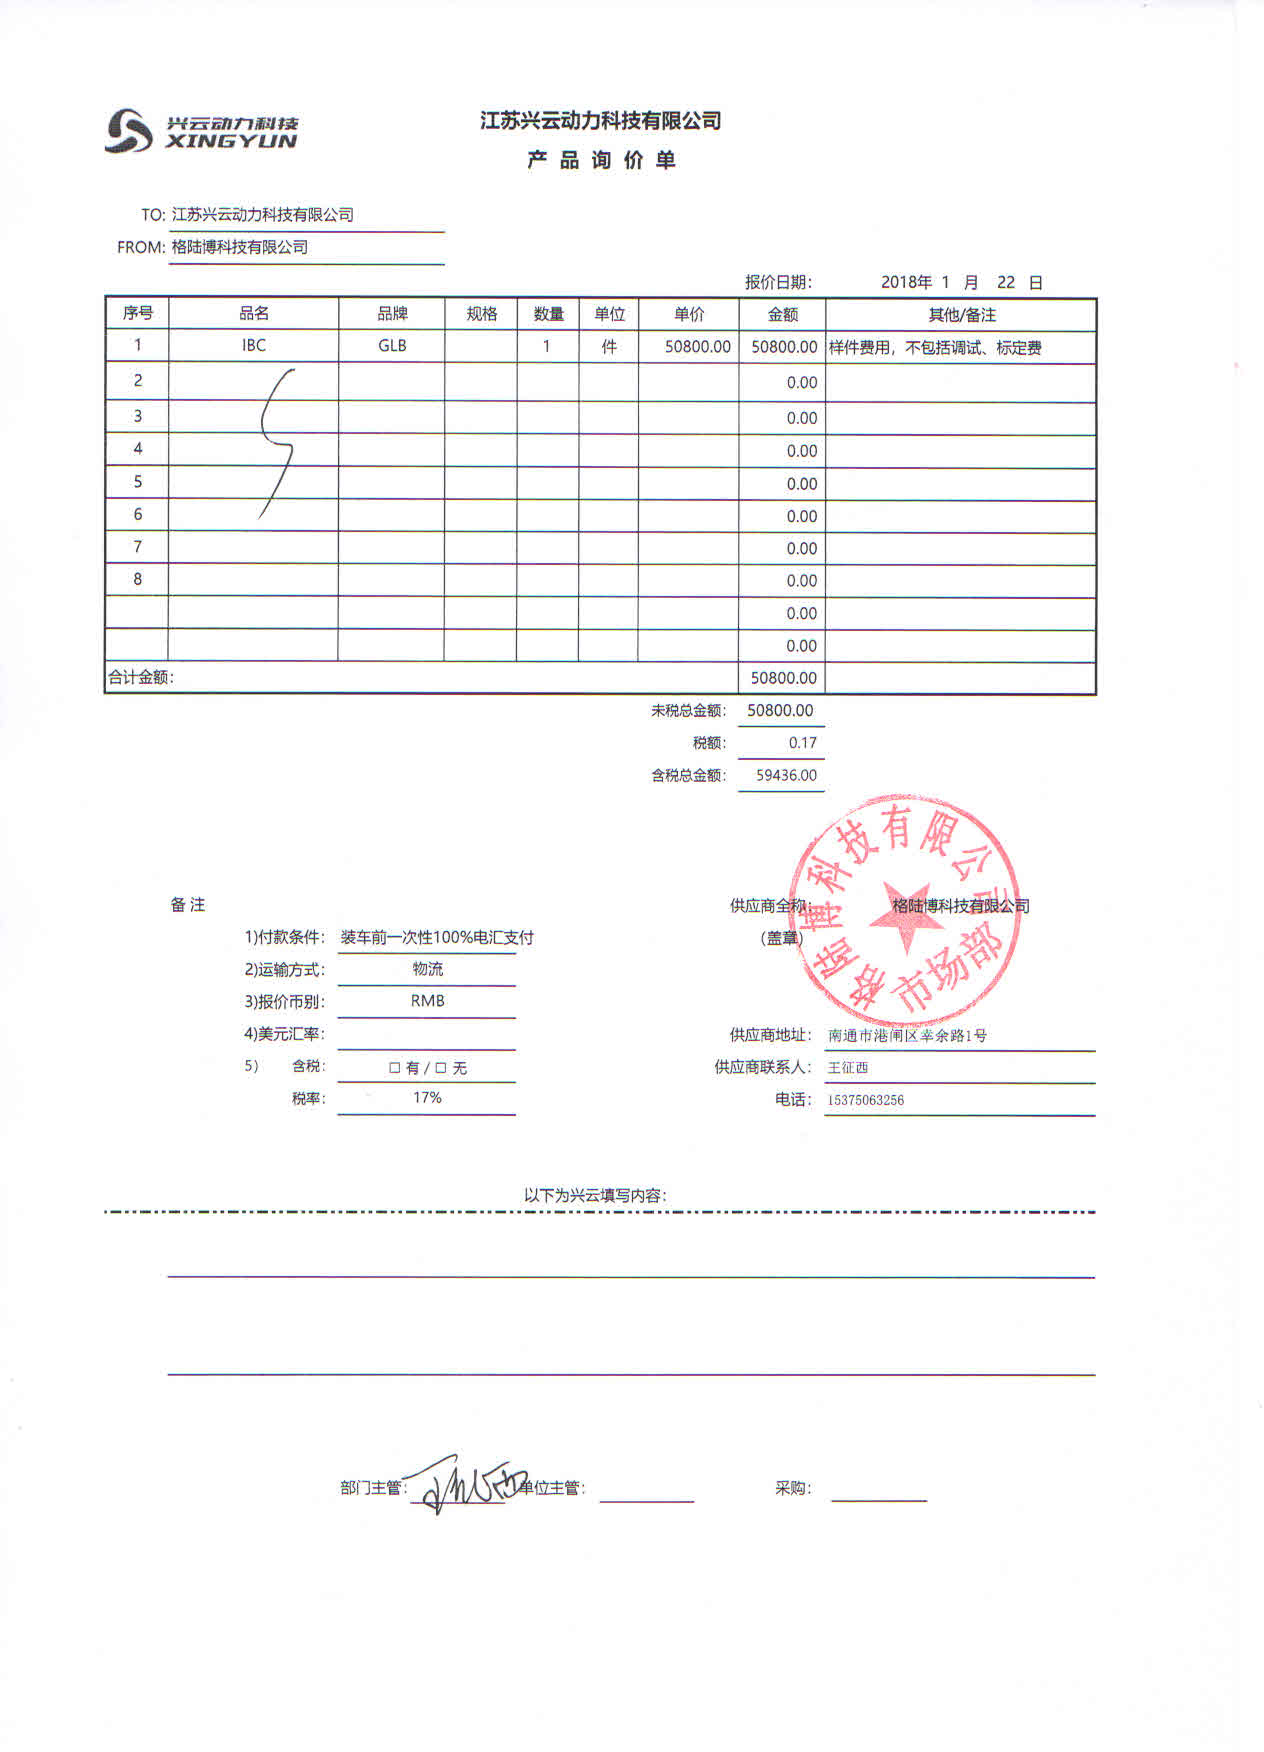 兴云动力科技
XINGYUN
江苏兴云动力科技有限公司
产 品 询 价 单
TO: 江苏兴云动力科技有限公司
FROM: 格陆博科技有限公司
报价日期: 2018年 1 月 22 日
序号 品名 品牌 规格 数量 单位 单价 金额 其他/备注
1 IBC GLB 1 件 50800.00 50800.00 样件费用，不包括调试、标定费
2 0.00
3 0.00
4 0.00
5 0.00
6 0.00
7 0.00
8 0.00
0.00
0.00
合计金额: 50800.00
未税总金额: 50800.00
税额: 0.17
含税总金额: 59436.00
格陆博科技有限公司
市场部
备 注 供应商全称: 格陆博科技有限公司
1)付款条件: 装车前一次性100%电汇支付 (盖章)
2)运输方式: 物流
3)报价币别: RMB
4)美元汇率: 供应商地址: 南通市港闸区幸余路1号
5) 含税: □ 有 / □ 无 供应商联系人: 王征西
税率: 17% 电话: 15375063256
以下为兴云填写内容:
部门主管: 王征西 单位主管: 采购: